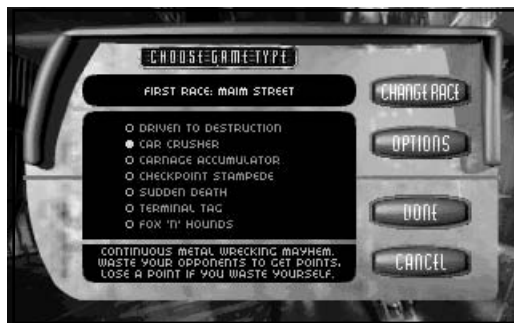 CHOOSE GAME TYPE
FIRST RACE: MAIM STREET
CHANGE RACE
OPTIONS
DRIVEN TO DESTRUCTION
CAR CRUSHER
CARNAGE ACCUMULATOR
CHECKPOINT STAMPEDE
SUDDEN DEATH
TERMINAL TAG
FOX 'N' HOUNDS
DONE
CANCEL
CONTINUOUS METAL WRECKING MAYHEM.
WASTE YOUR OPPONENTS TO GET POINTS.
LOSE A POINT IF YOU WASTE YOURSELF.